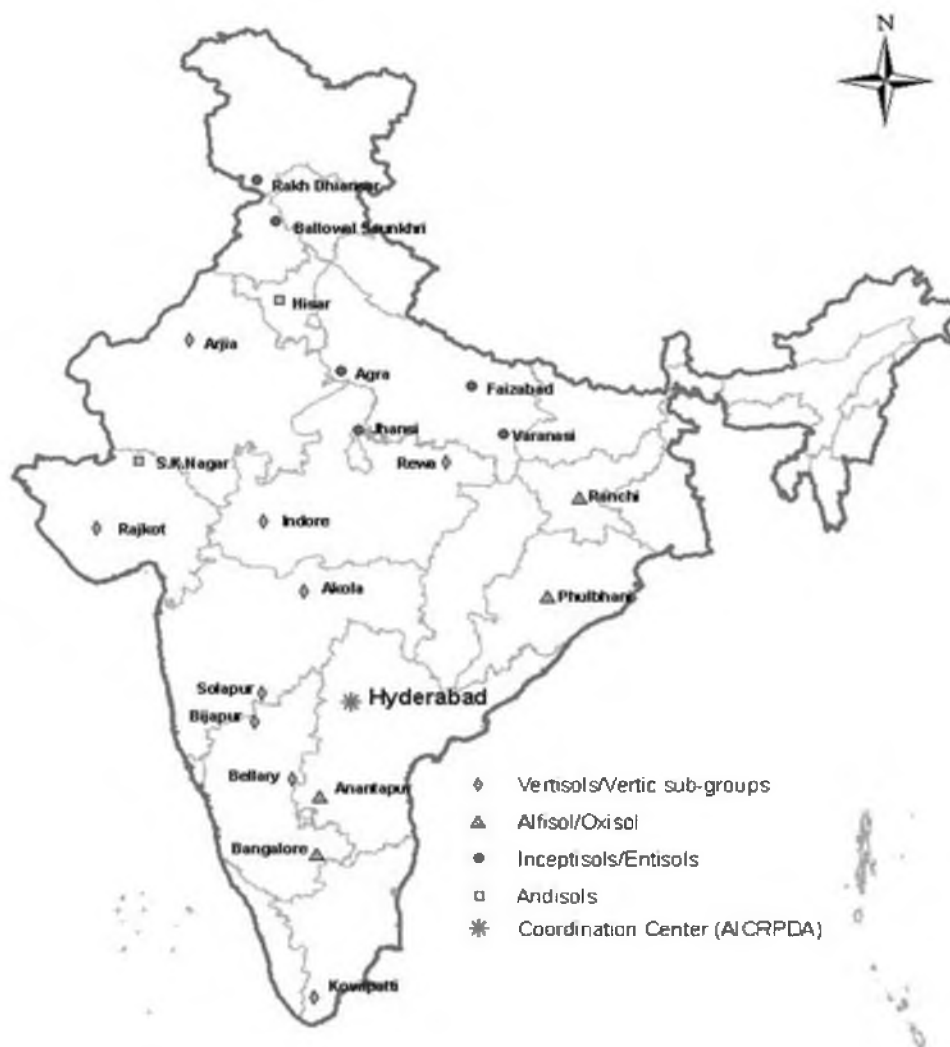 N
Rakh Dhiansar
Ballowal Saunkhri
Hisar
Arjia
Agra
Faizabad
Jhansi
Varanasi
S.K.Nagar
Rewa
Ranchi
Rajkot
Indore
Akola
Phulbhani
Solapur
Hyderabad
Bijapur
Bellary
Anantapur
Vertisols/Vertic sub-groups
Alfisol/Oxisol
Bangalore
Inceptisols/Entisols
Andisols
Coordination Center (AICRPDA)
Kovilpatti